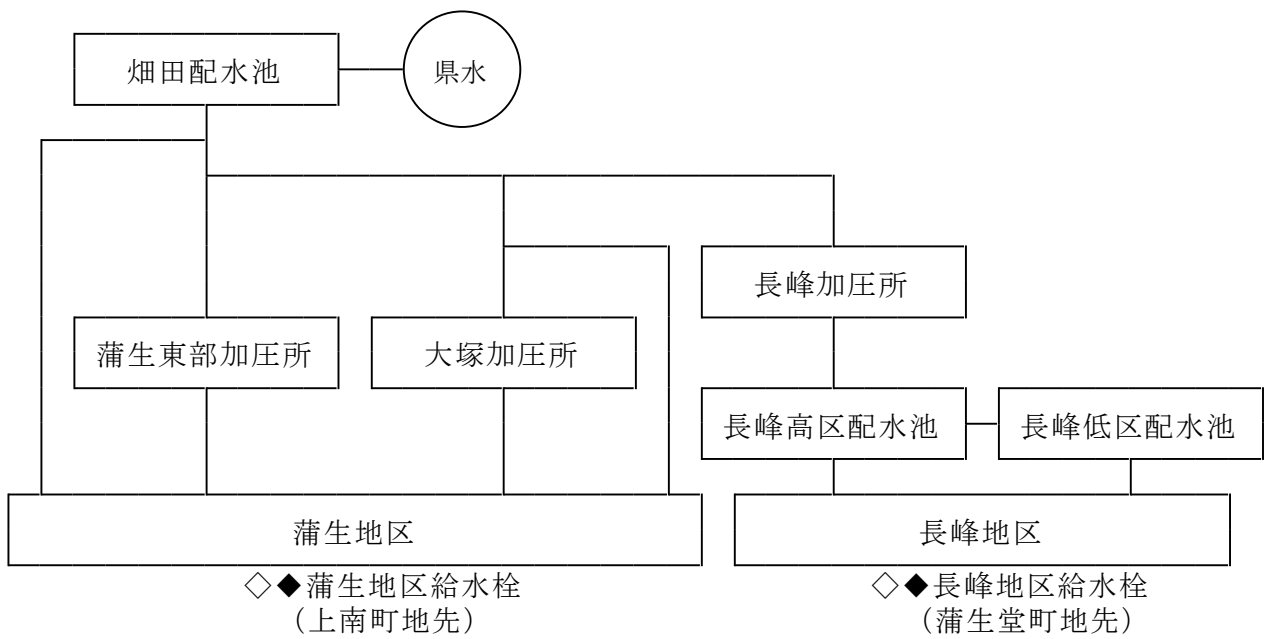 畑田配水池
県水
長峰加圧所
蒲生東部加圧所
大塚加圧所
長峰高区配水池
長峰低区配水池
蒲生地区
長峰地区
◇◆蒲生地区給水栓
(上南町地先)
◇◆長峰地区給水栓
(蒲生堂町地先)